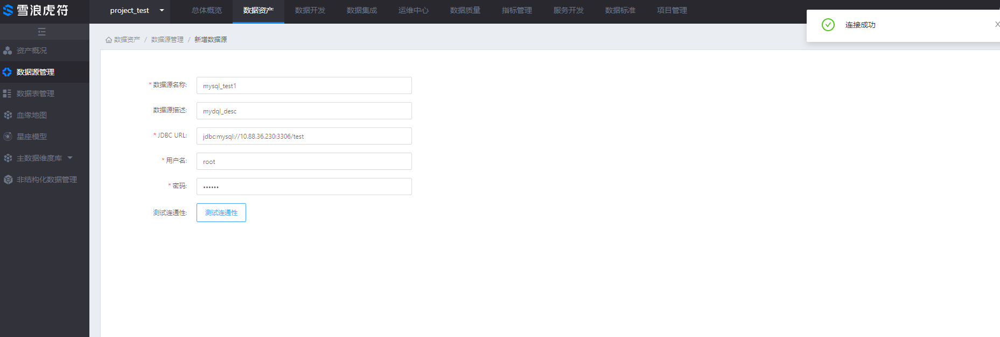 雪浪虎符
project_test
总体概览
数据资产
数据开发
数据集成
运维中心
数据质量
指标管理
服务开发
数据标准
项目管理
连接成功
数据资产 / 数据源管理 / 新增数据源
资产概况
数据源管理
数据表管理
血缘地图
星座模型
主数据维度库
非结构化数据管理
* 数据源名称: mysql_test1
数据源描述: mydql_desc
* JDBC URL: jdbc:mysql://10.88.36.230:3306/test
* 用户名: root
* 密码: ••••••
测试连通性: 测试连通性